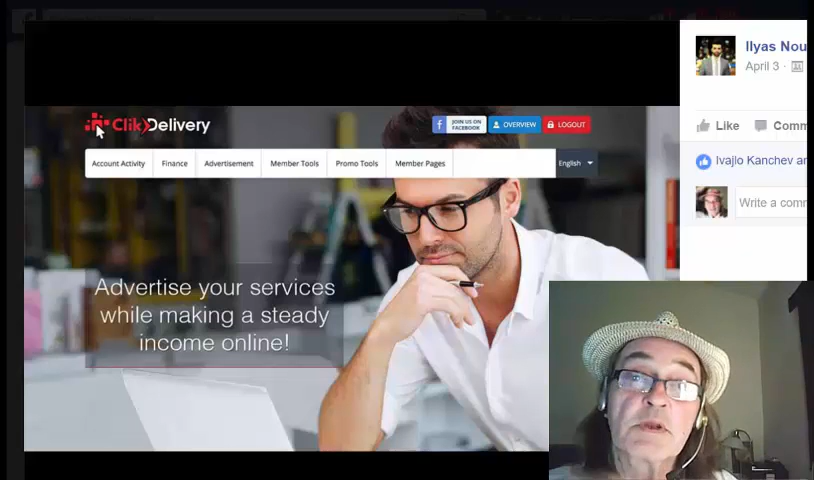 Ilyas Nou
April 3
ClikDelivery
JOIN US ON
FACEBOOK
OVERVIEW
LOGOUT
Like
Comm
Account Activity
Finance
Advertisement
Member Tools
Promo Tools
Member Pages
English
Ivajlo Kanchev an
Write a comm
Advertise your services
while making a steady
income online!